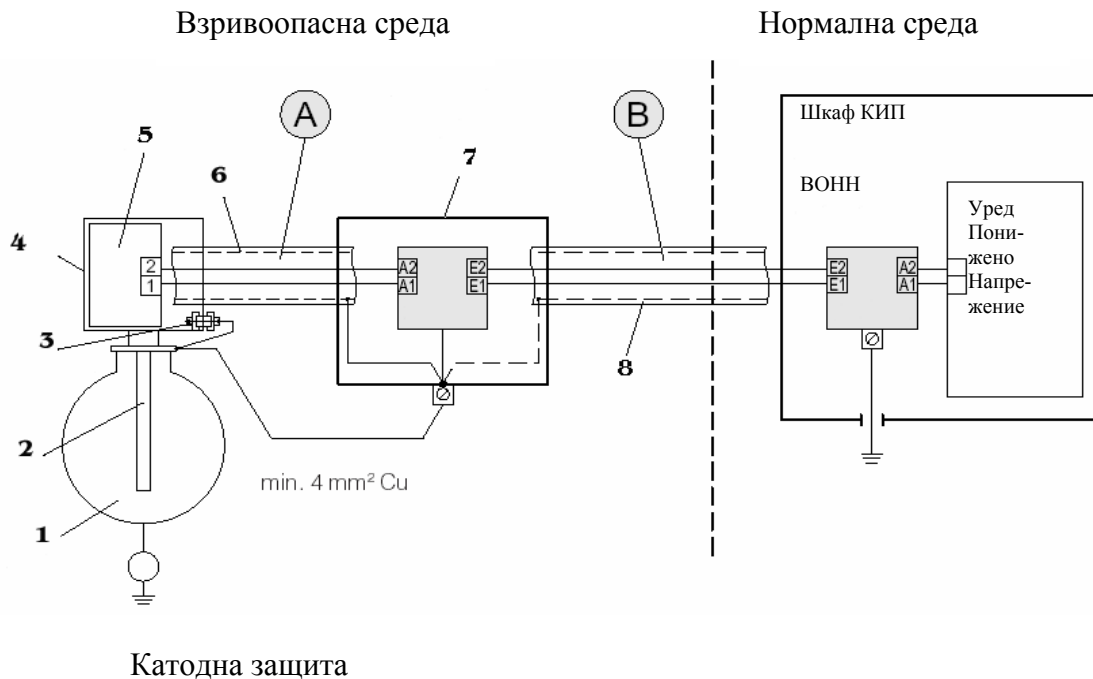 Взривоопасна среда
Нормална среда
A
B
Шкаф КИП
5
7
6
ВОНН
Уред
Пони-
жено
Напре-
жение
4
2
1
A2
A1
E2
E1
E2
E1
A2
A1
3
8
2
min. 4 mm² Cu
1
Катодна защита